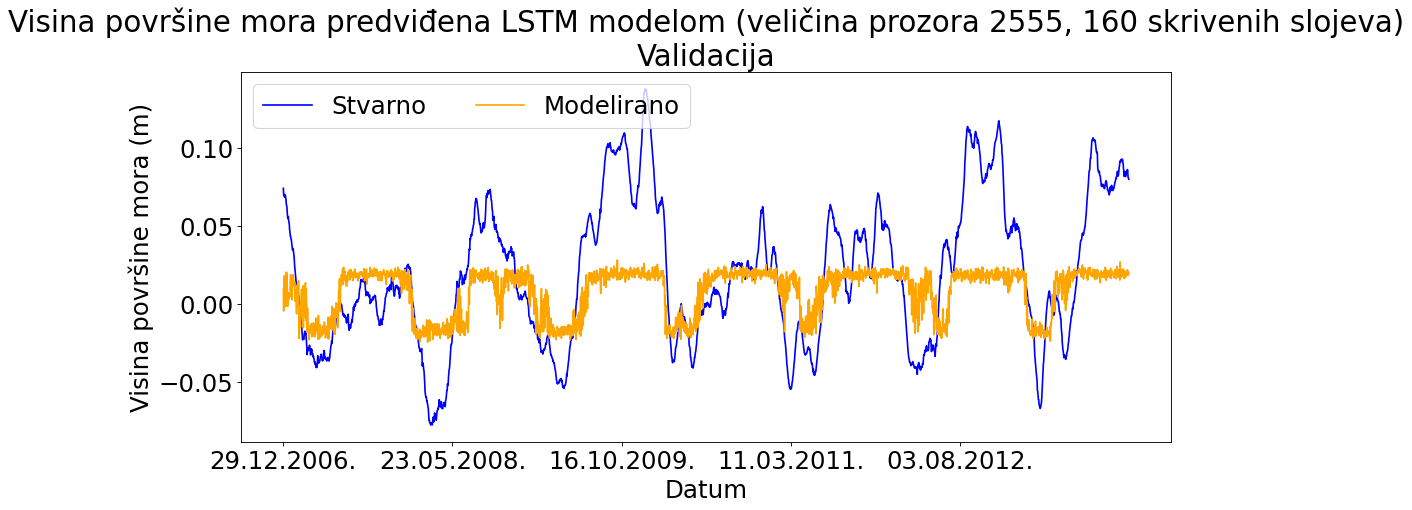 Visina površine mora predviđena LSTM modelom (veličina prozora 2555, 160 skrivenih slojeva)
Validacija
Stvarno Modelirano
Visina površine mora (m)
0.10
0.05
0.00
−0.05
29.12.2006. 23.05.2008. 16.10.2009. 11.03.2011. 03.08.2012.
Datum